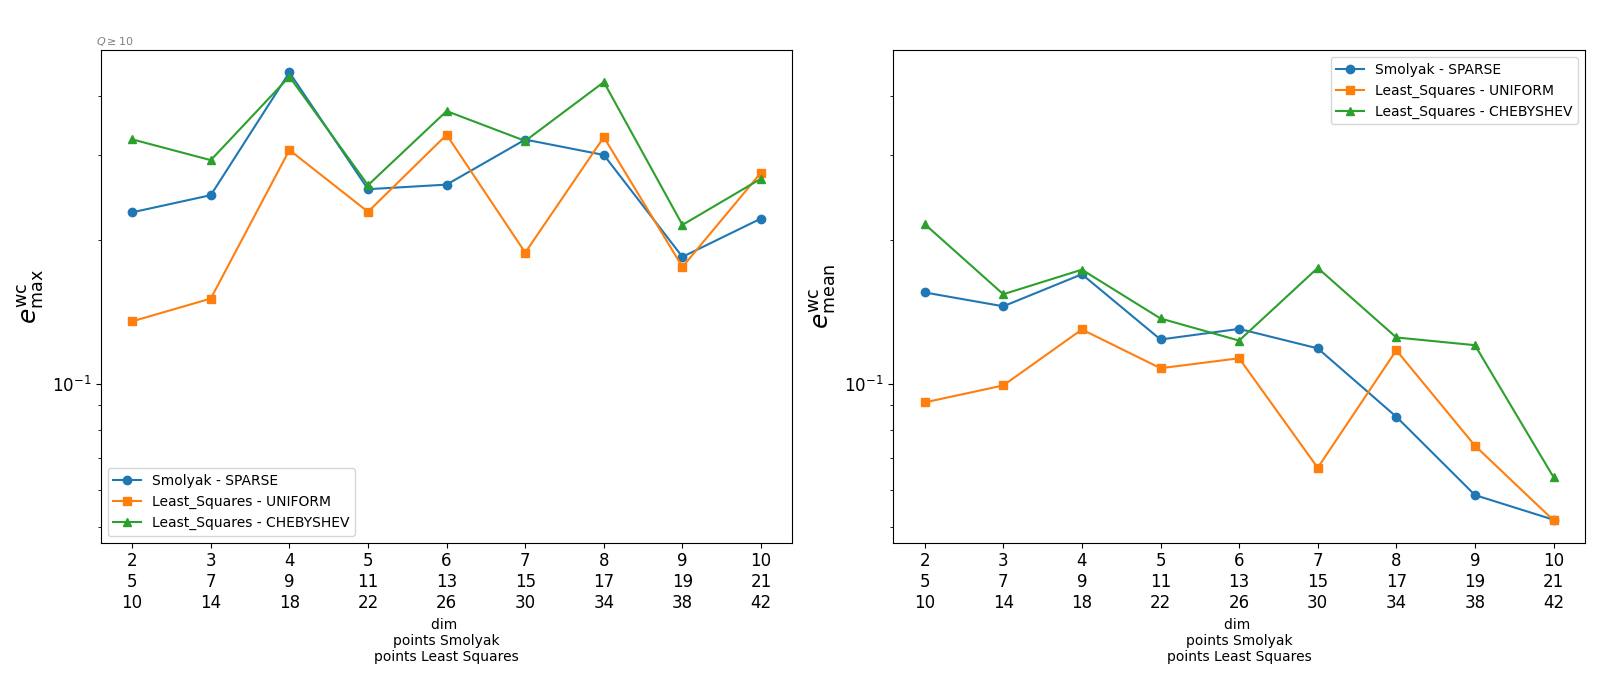 Q ≥ 10
e^wc_max
10^−1
Smolyak - SPARSE
Least_Squares - UNIFORM
Least_Squares - CHEBYSHEV
2 3 4 5 6 7 8 9 10
5 7 9 11 13 15 17 19 21
10 14 18 22 26 30 34 38 42
dim
points Smolyak
points Least Squares
e^wc_mean
10^−1
Smolyak - SPARSE
Least_Squares - UNIFORM
Least_Squares - CHEBYSHEV
2 3 4 5 6 7 8 9 10
5 7 9 11 13 15 17 19 21
10 14 18 22 26 30 34 38 42
dim
points Smolyak
points Least Squares